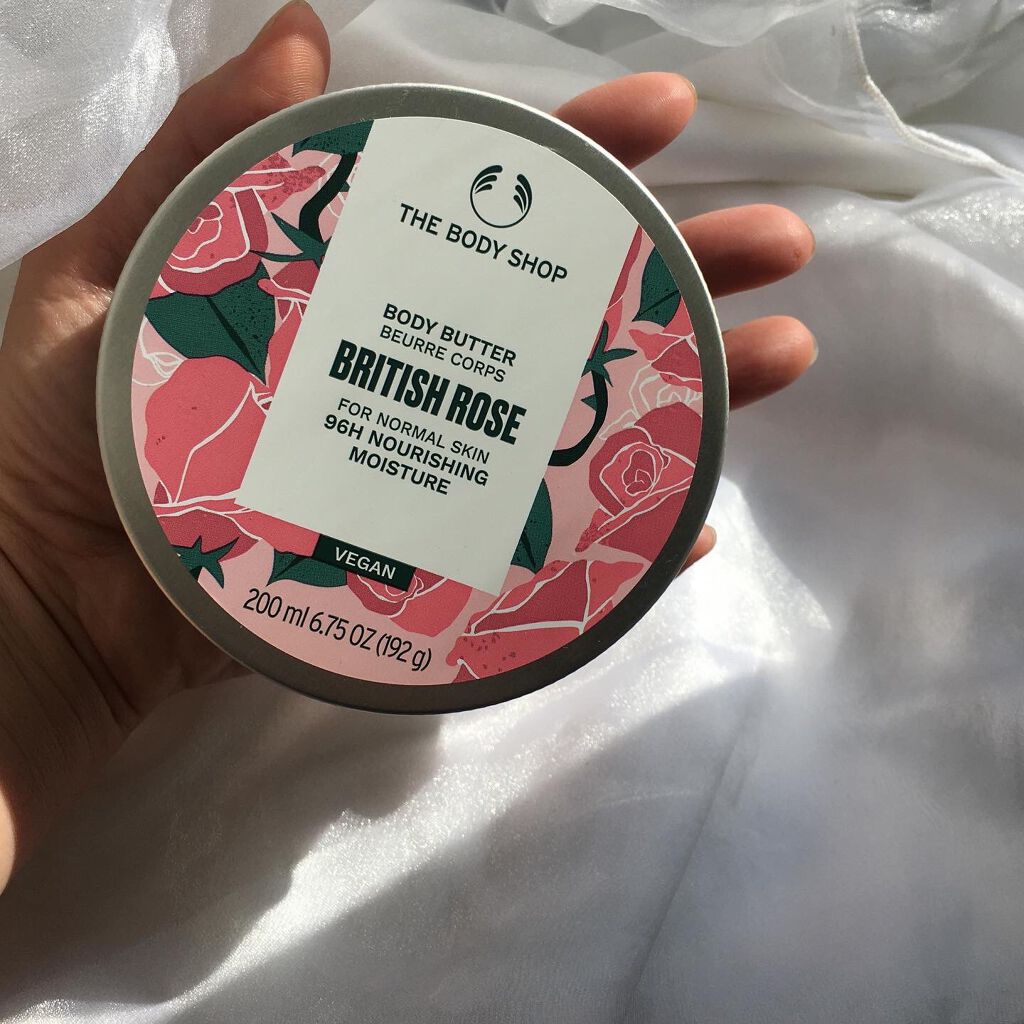 THE BODY SHOP
BODY BUTTER
BEURRE CORPS
BRITISH ROSE
FOR NORMAL SKIN
96H NOURISHING
MOISTURE
VEGAN
200 ml 6.75 OZ (192 g)